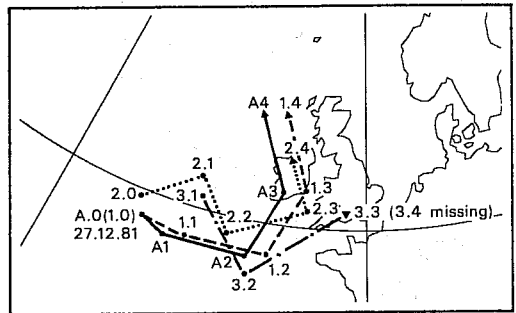 A4 1.4
2.1 2.4
2.0 3.1 A3 1.3
A.0(1.0) 1.1 2.2 2.3 3.3 (3.4 missing)
27.12.81 A1 A2 1.2
3.2